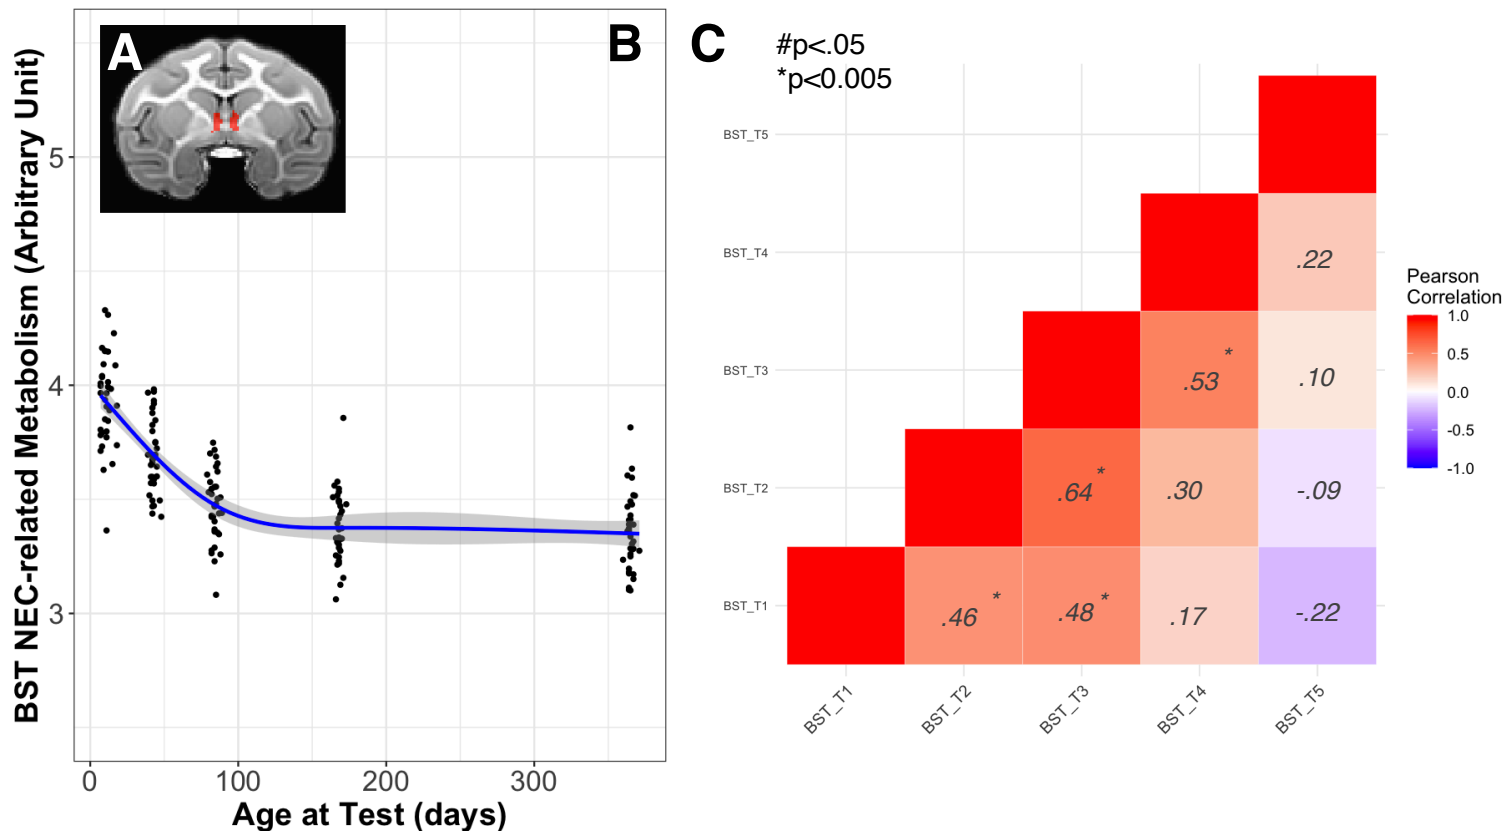 A
B
BST NEC-related Metabolism (Arbitrary Unit)
5
4
3
0
100
200
300
Age at Test (days)
C
#p<.05
*p<0.005
BST_T5
BST_T4
.22
BST_T3
.53 *
.10
BST_T2
.64 *
.30
-.09
BST_T1
.46 *
.48 *
.17
-.22
BST_T1
BST_T2
BST_T3
BST_T4
BST_T5
Pearson
Correlation
1.0
0.5
0.0
-0.5
-1.0